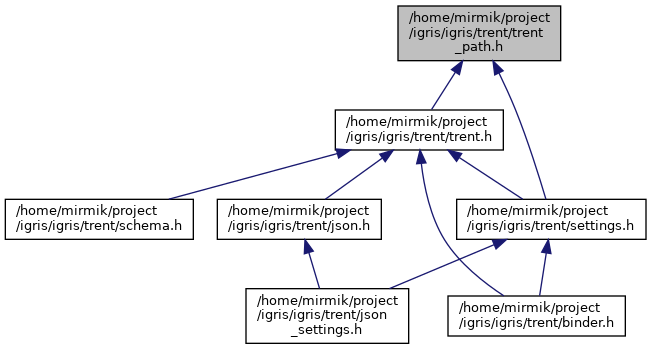 /home/mirmik/project
/igris/igris/trent/trent
_path.h
/home/mirmik/project
/igris/igris/trent/trent.h
/home/mirmik/project
/igris/igris/trent/schema.h
/home/mirmik/project
/igris/igris/trent/json.h
/home/mirmik/project
/igris/igris/trent/settings.h
/home/mirmik/project
/igris/igris/trent/json
_settings.h
/home/mirmik/project
/igris/igris/trent/binder.h